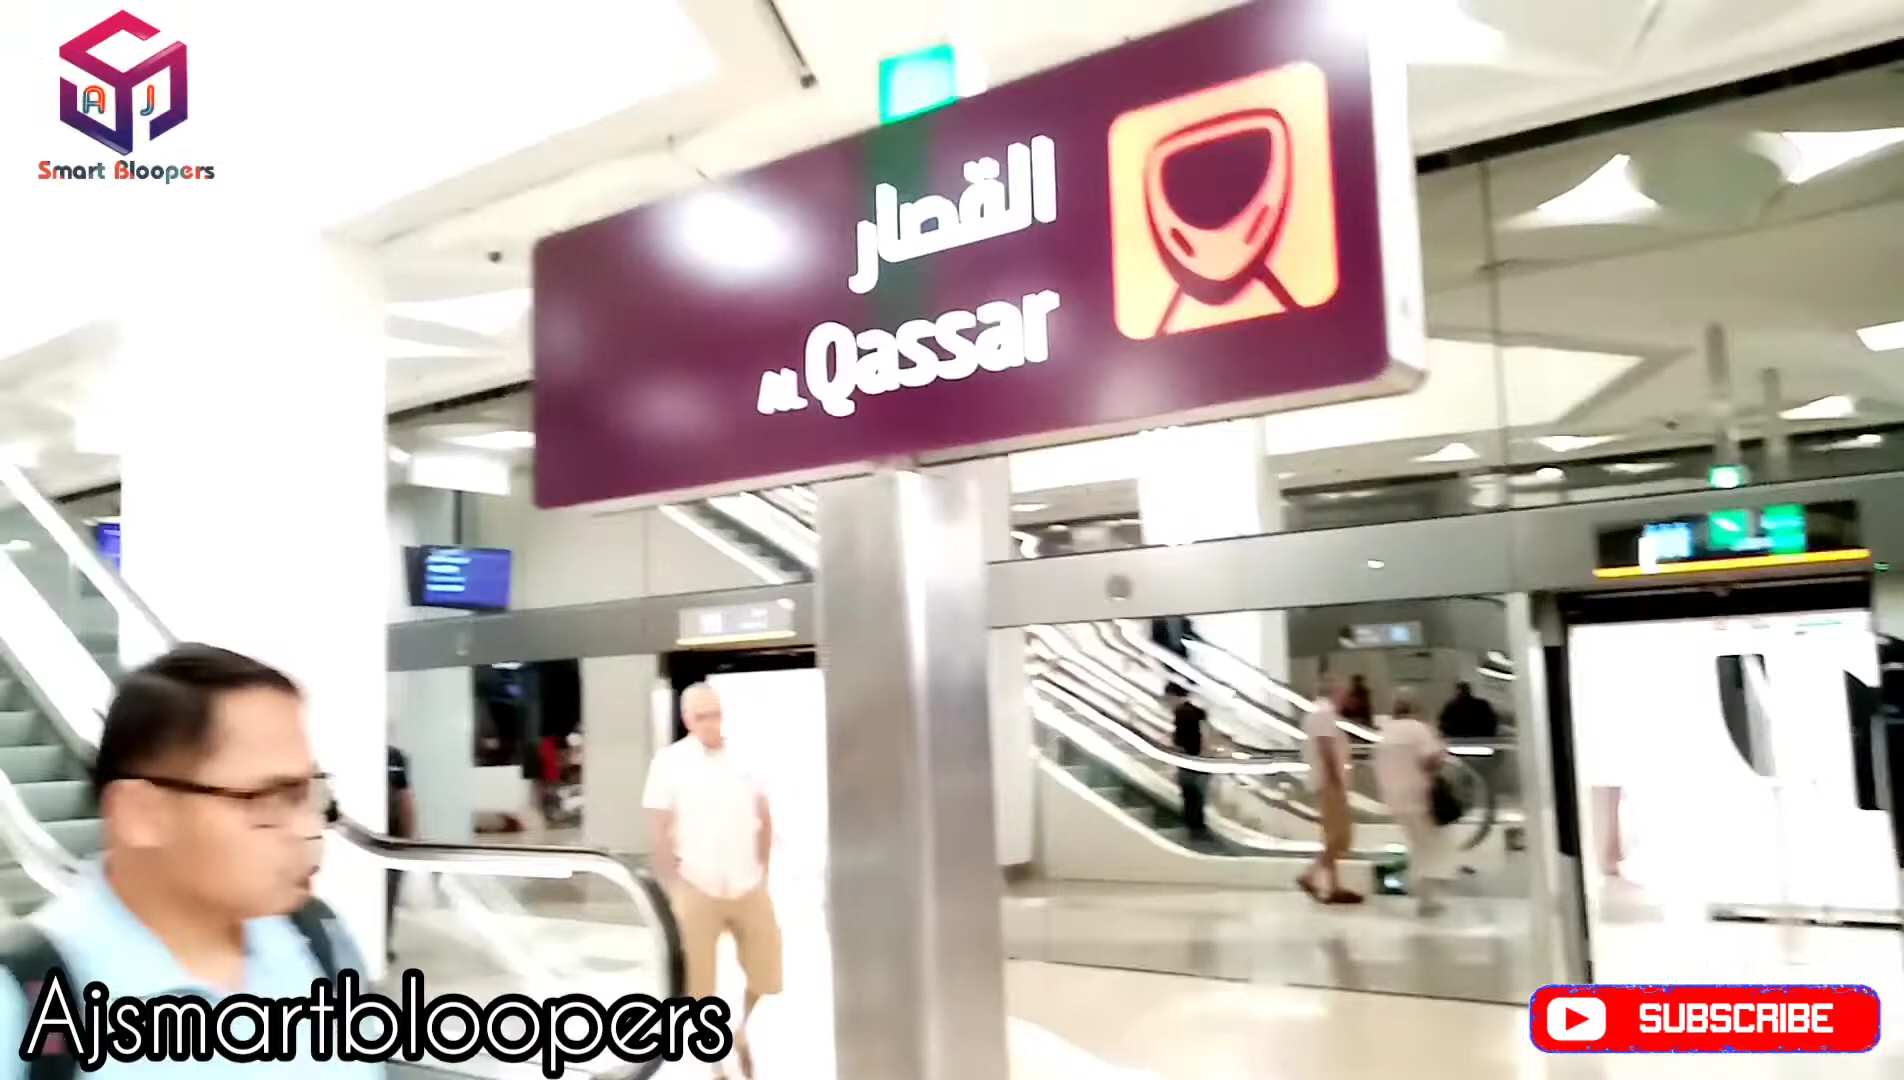 A J
Smart Bloopers
القصار
AL Qassar
Ajsmartbloopers
SUBSCRIBE